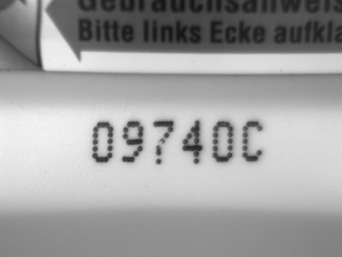 Gebrauchsanweis
Bitte links Ecke aufkla
09740C